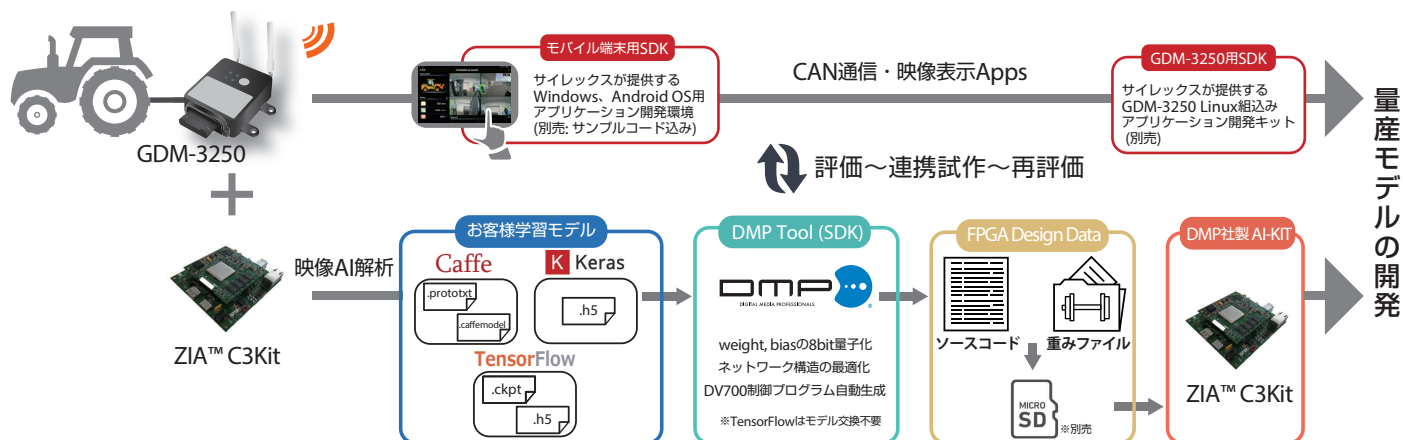 GDM-3250
モバイル端末用SDK
サイレックスが提供する
Windows、Android OS用
アプリケーション開発環境
(別売: サンプルコード込み)
CAN通信・映像表示Apps
GDM-3250用SDK
サイレックスが提供する
GDM-3250 Linux組込み
アプリケーション開発キット
(別売)
評価〜連携試作〜再評価
量産モデルの開発
ZIA™ C3Kit
映像AI解析
お客様学習モデル
Caffe
.prototxt
.caffemodel
K Keras
.h5
TensorFlow
.ckpt
.h5
DMP Tool (SDK)
DMP
DIGITAL MEDIA PROFESSIONALS
weight, biasの8bit量子化
ネットワーク構造の最適化
DV700制御プログラム自動生成
※TensorFlowはモデル交換不要
FPGA Design Data
ソースコード
重みファイル
MICRO
SD
※別売
DMP社製 AI-KIT
ZIA™ C3Kit